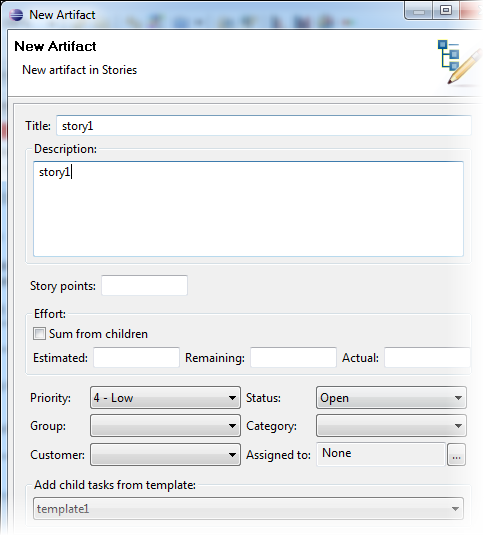 New Artifact
New Artifact
New artifact in Stories
Title: story1
Description:
story1
Story points:
Effort:
Sum from children
Estimated: Remaining: Actual:
Priority: 4 - Low Status: Open
Group: Category:
Customer: Assigned to: None ...
Add child tasks from template:
template1